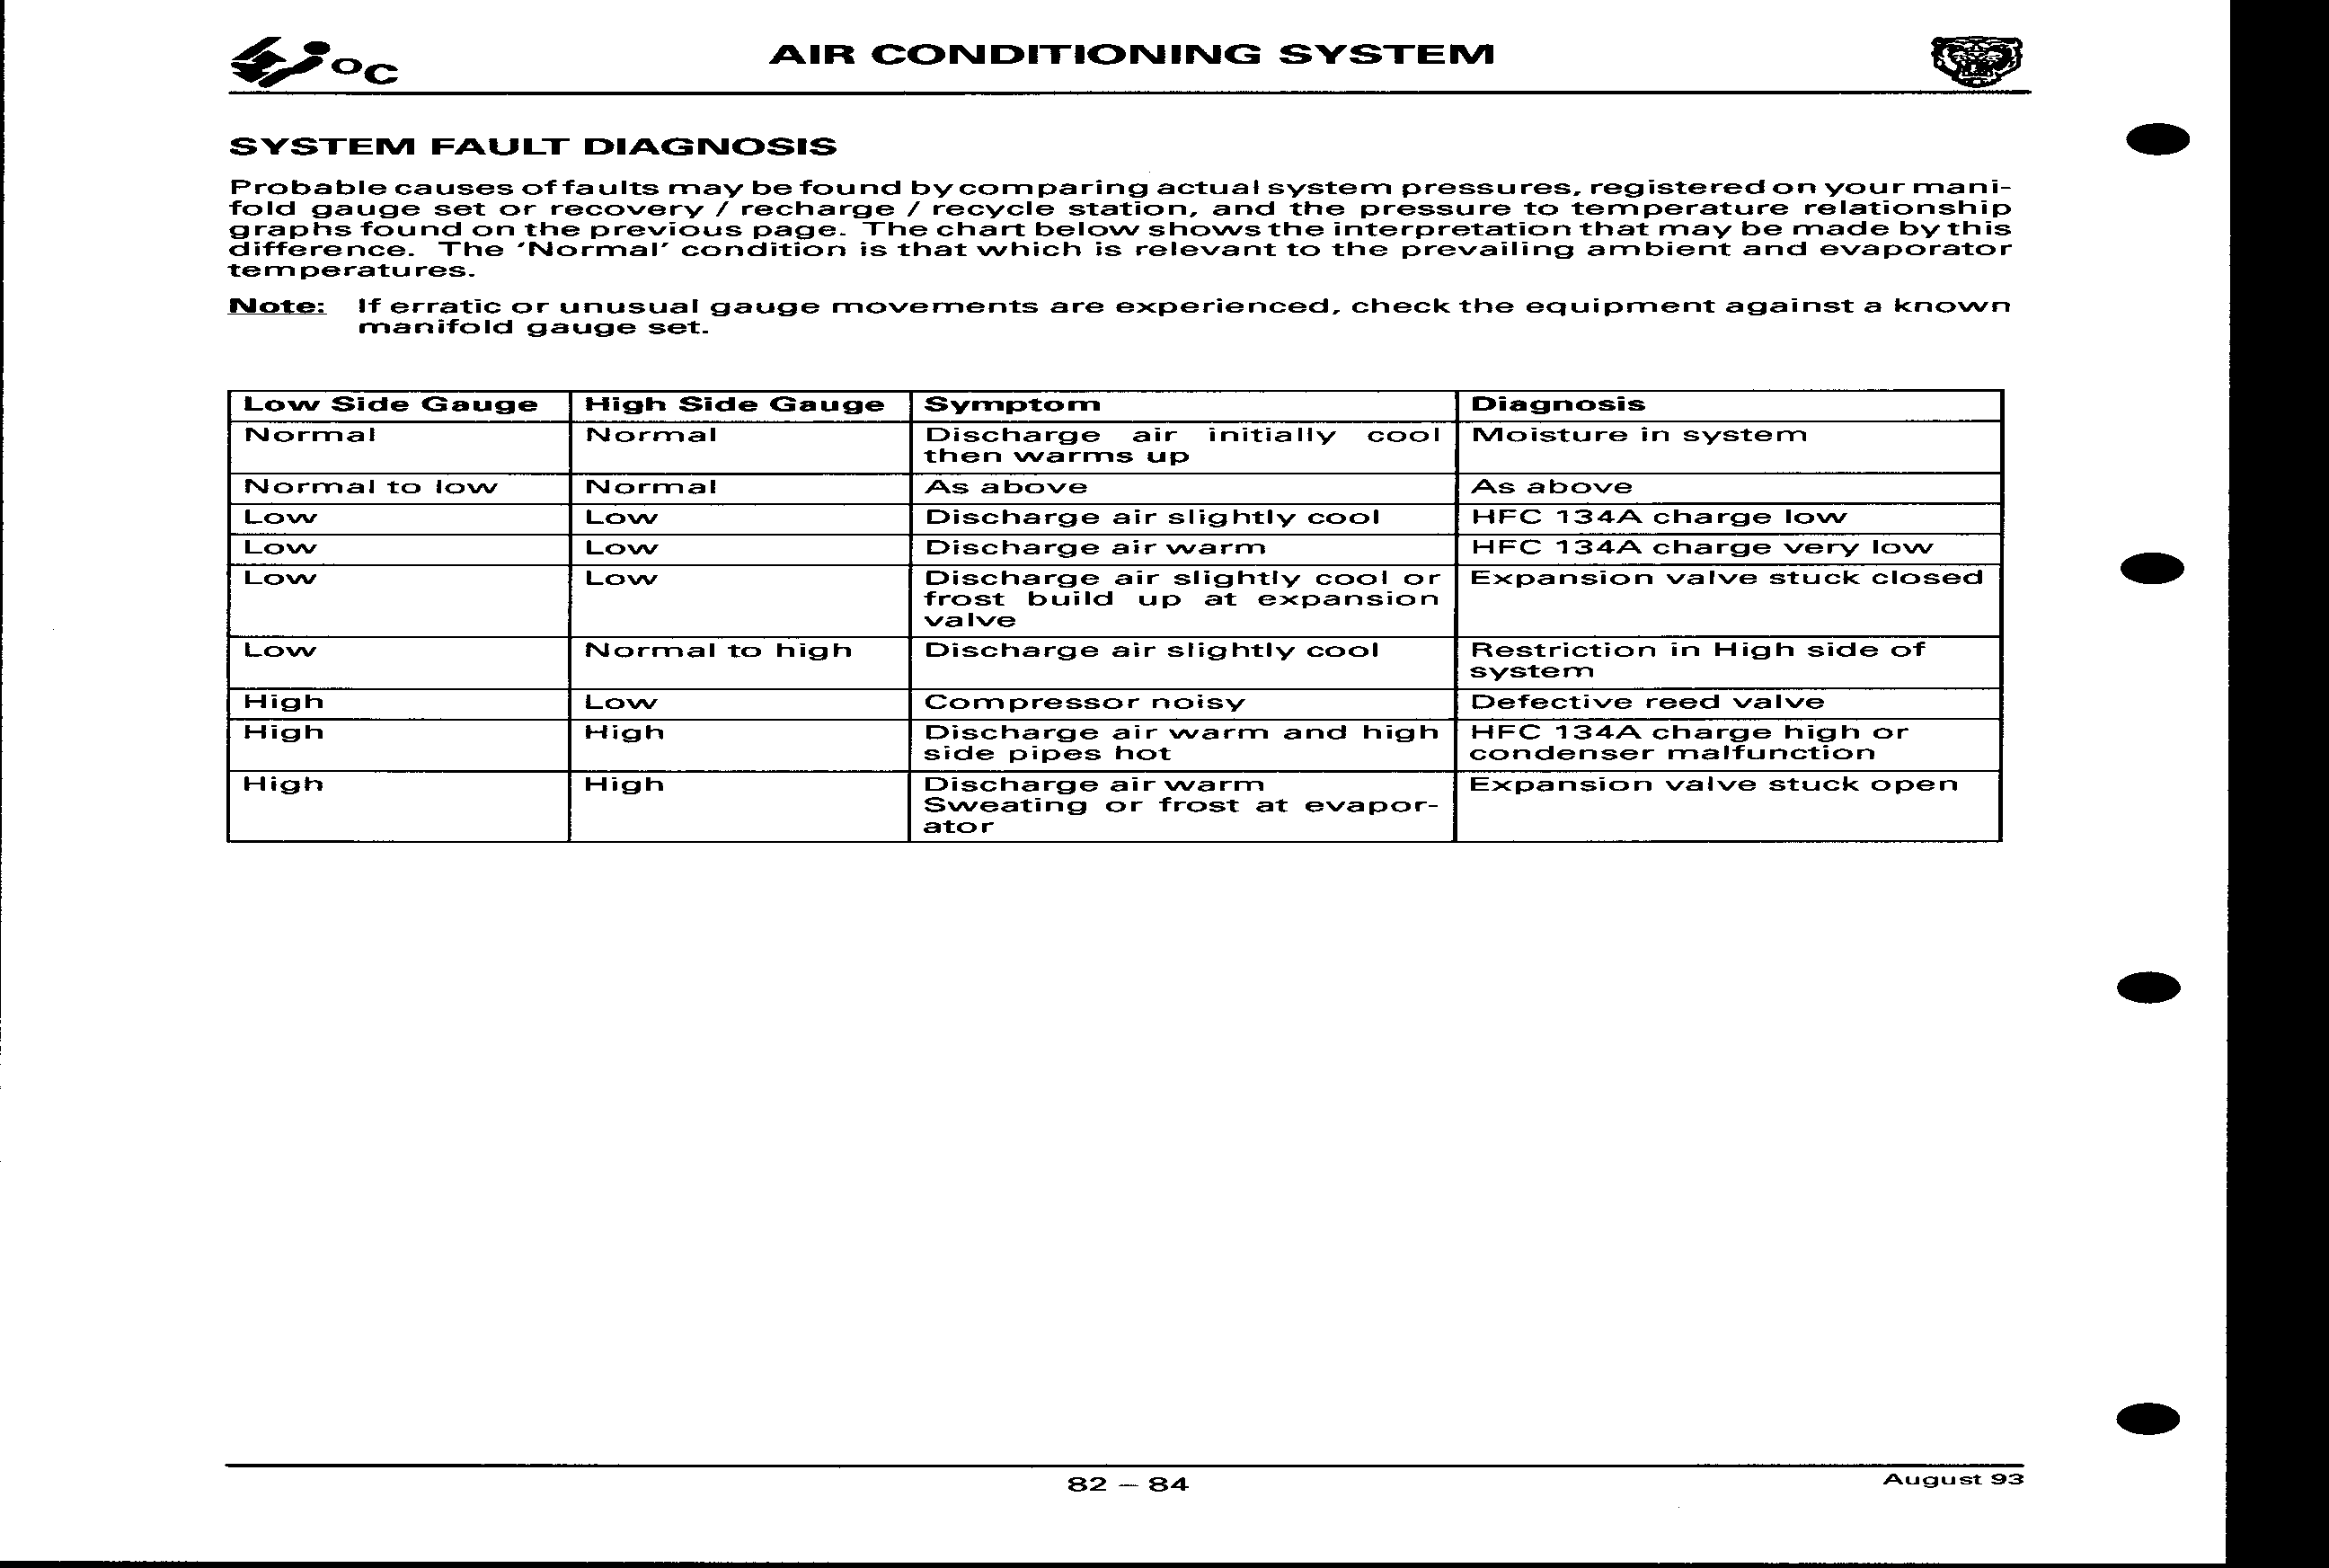 °C
AIR CONDITIONING SYSTEM
SYSTEM FAULT DIAGNOSIS
Probable causes of faults may be found by comparing actual system pressures, registered on your mani-
fold gauge set or recovery / recharge / recycle station, and the pressure to temperature relationship
graphs found on the previous page. The chart below shows the interpretation that may be made by this
difference. The 'Normal' condition is that which is relevant to the prevailing ambient and evaporator
temperatures.
Note: If erratic or unusual gauge movements are experienced, check the equipment against a known
manifold gauge set.
Low Side Gauge High Side Gauge Symptom Diagnosis
Normal Normal Discharge air initially cool Moisture in system
then warms up
Normal to low Normal As above As above
Low Low Discharge air slightly cool HFC 134A charge low
Low Low Discharge air warm HFC 134A charge very low
Low Low Discharge air slightly cool or Expansion valve stuck closed
frost build up at expansion
valve
Low Normal to high Discharge air slightly cool Restriction in High side of
system
High Low Compressor noisy Defective reed valve
High High Discharge air warm and high HFC 134A charge high or
side pipes hot condenser malfunction
High High Discharge air warm Expansion valve stuck open
Sweating or frost at evapor-
ator
82 – 84
August 93